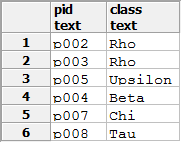 pid class
text text
1 p002 Rho
2 p003 Rho
3 p005 Upsilon
4 p004 Beta
5 p007 Chi
6 p008 Tau